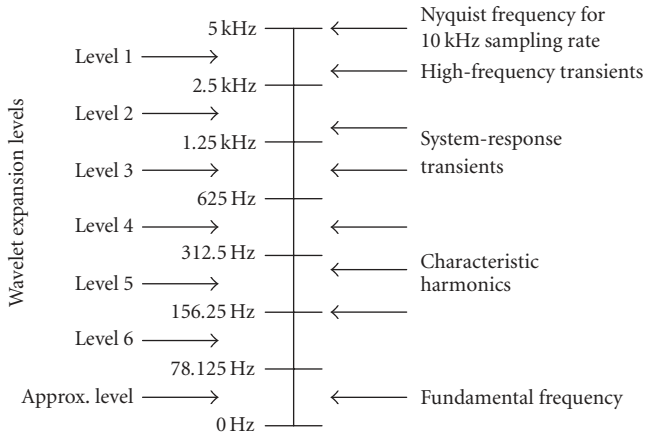 Wavelet expansion levels
5 kHz
Level 1
2.5 kHz
Level 2
1.25 kHz
Level 3
625 Hz
Level 4
312.5 Hz
Level 5
156.25 Hz
Level 6
78.125 Hz
Approx. level
0 Hz
Nyquist frequency for
10 kHz sampling rate
High-frequency transients
System-response
transients
Characteristic
harmonics
Fundamental frequency